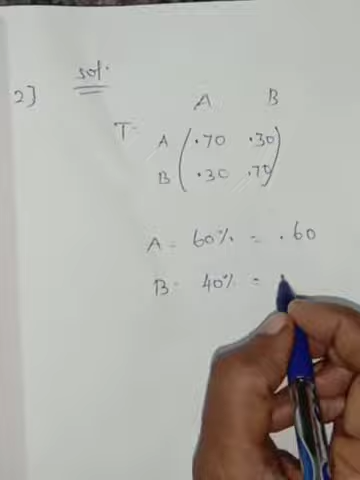 2] Sol.
A B
T = A ( .70 .30 )
B ( .30 .70 )
A = 60% = .60
B = 40% =